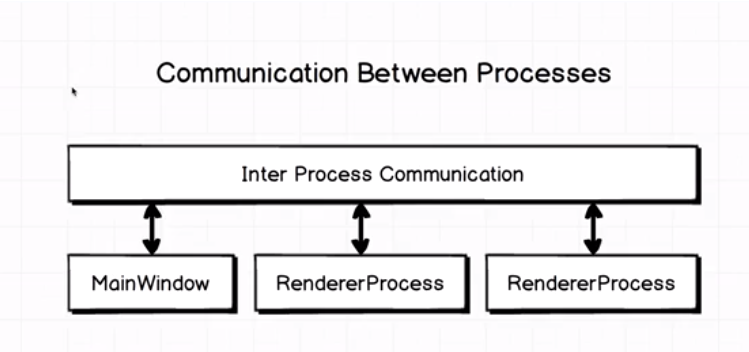 Communication Between Processes
Inter Process Communication
MainWindow
RendererProcess
RendererProcess